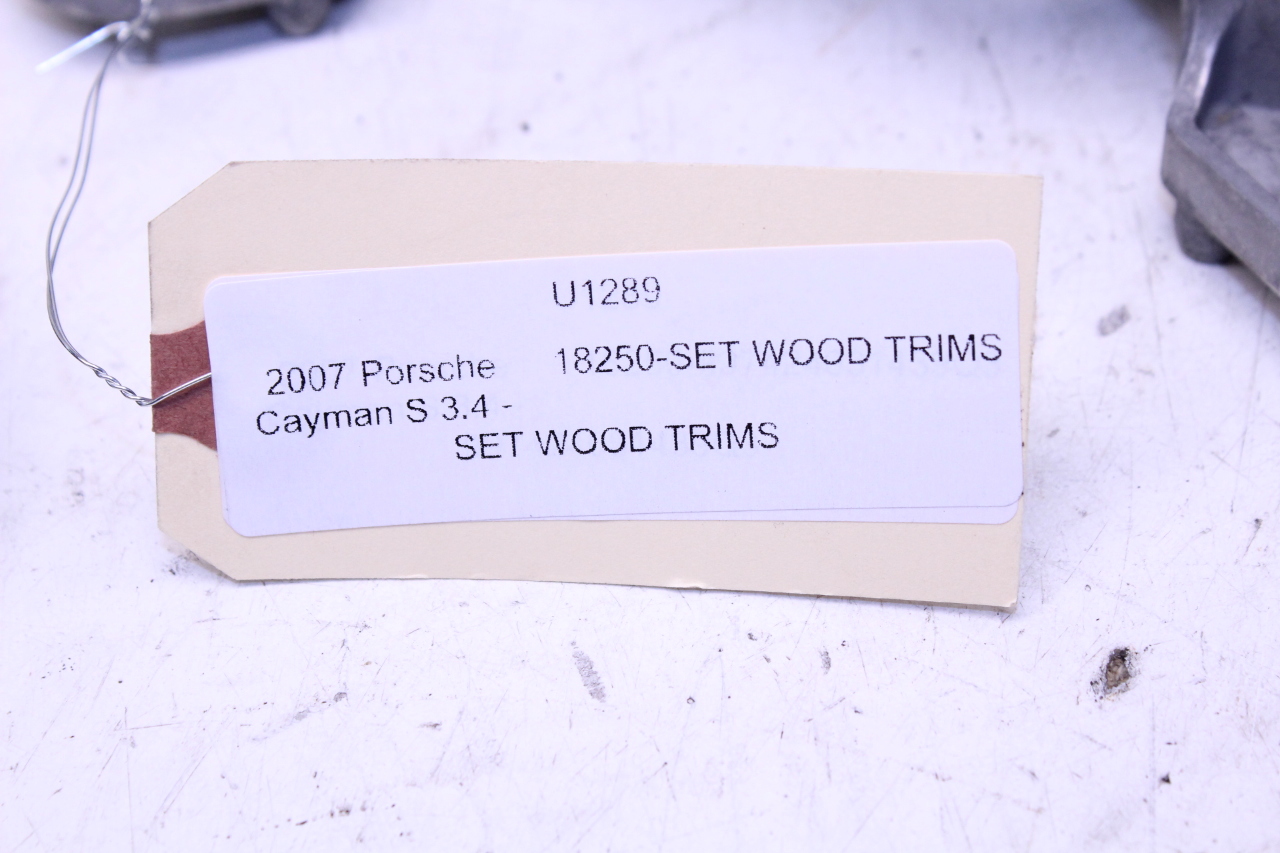 U1289
2007 Porsche 18250-SET WOOD TRIMS
Cayman S 3.4 -
SET WOOD TRIMS